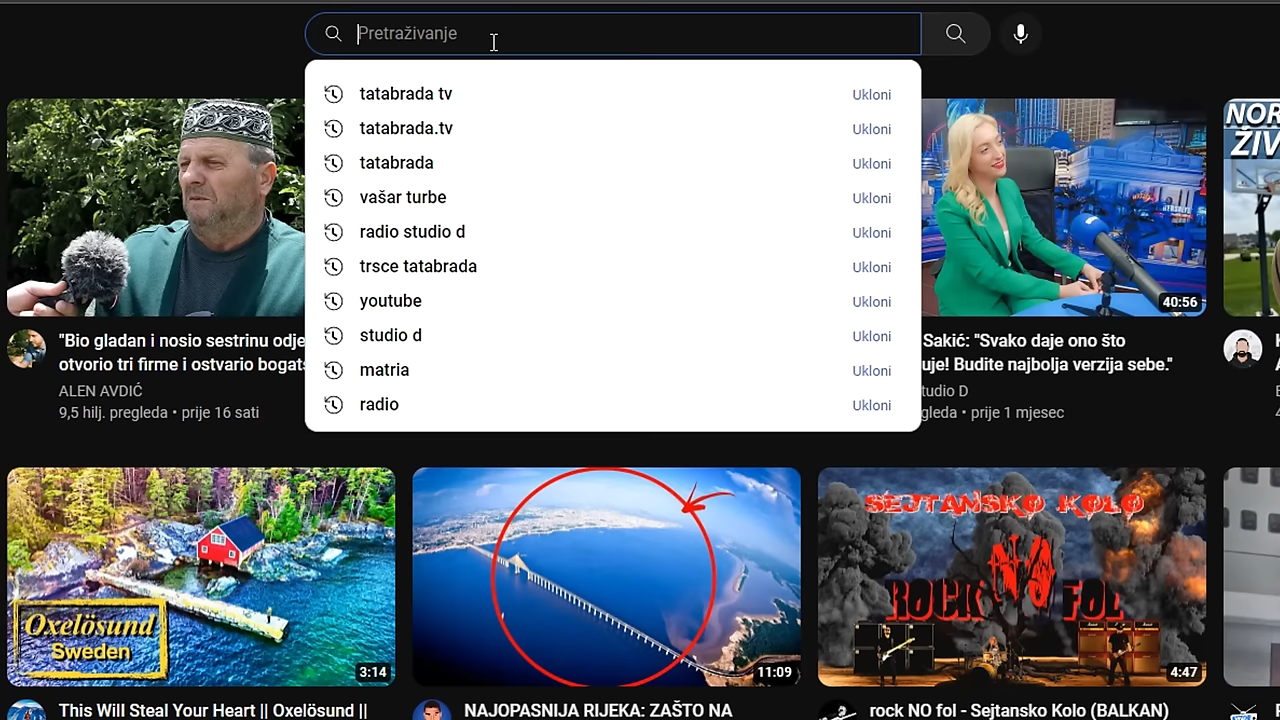 Pretraživanje
tatabrada tv
Ukloni
tatabrada.tv
Ukloni
tatabrada
Ukloni
vašar turbe
Ukloni
radio studio d
Ukloni
trsce tatabrada
Ukloni
youtube
Ukloni
studio d
Ukloni
matria
Ukloni
radio
Ukloni
"Bio gladan i nosio sestrinu odje
otvorio tri firme i ostvario bogats
ALEN AVDIĆ
9,5 hilj. pregleda • prije 16 sati
40:56
Sakić: "Svako daje ono što
uje! Budite najbolja verzija sebe."
tudio D
gleda • prije 1 mjesec
NOR
ŽIV
Oxelösund
Sweden
3:14
This Will Steal Your Heart || Oxelösund ||
11:09
NAJOPASNIJA RIJEKA: ZAŠTO NA
SEJTANSKO KOLO
ROCK NO FOL
4:47
rock NO fol - Sejtansko Kolo (BALKAN)